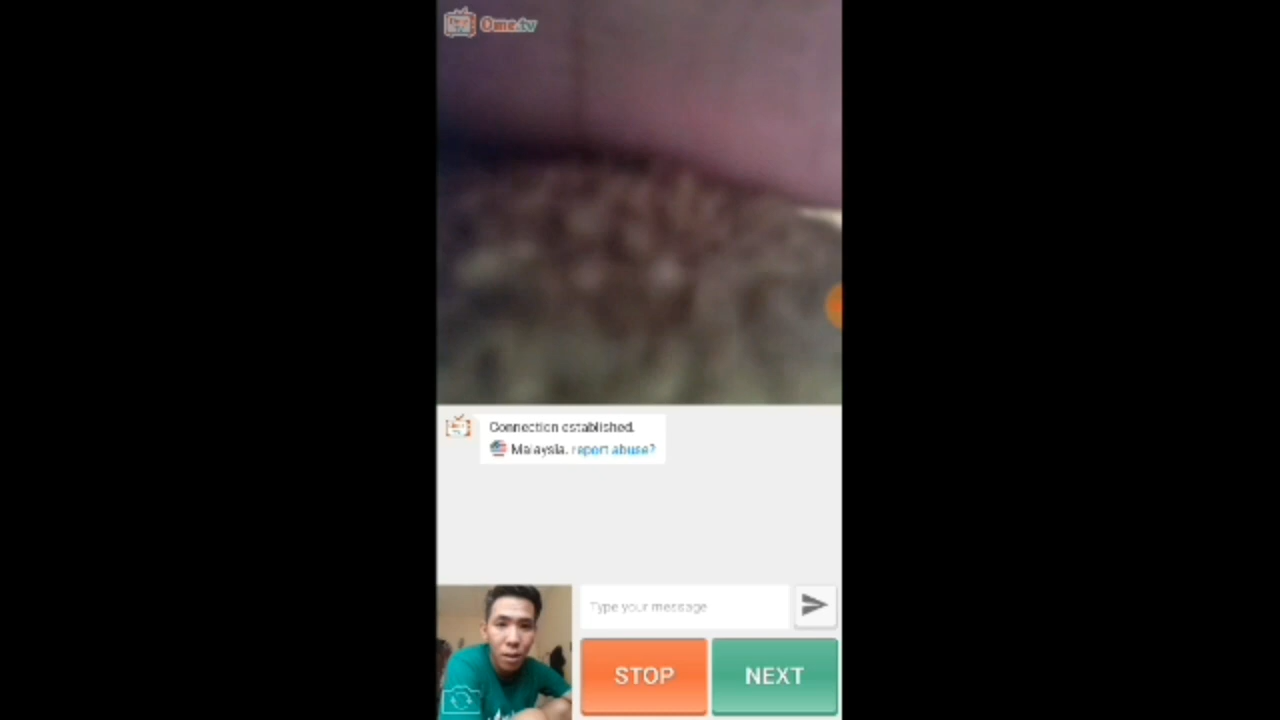 Ome.tv
Connection established.
Malaysia. report abuse?
Type your message
STOP
NEXT